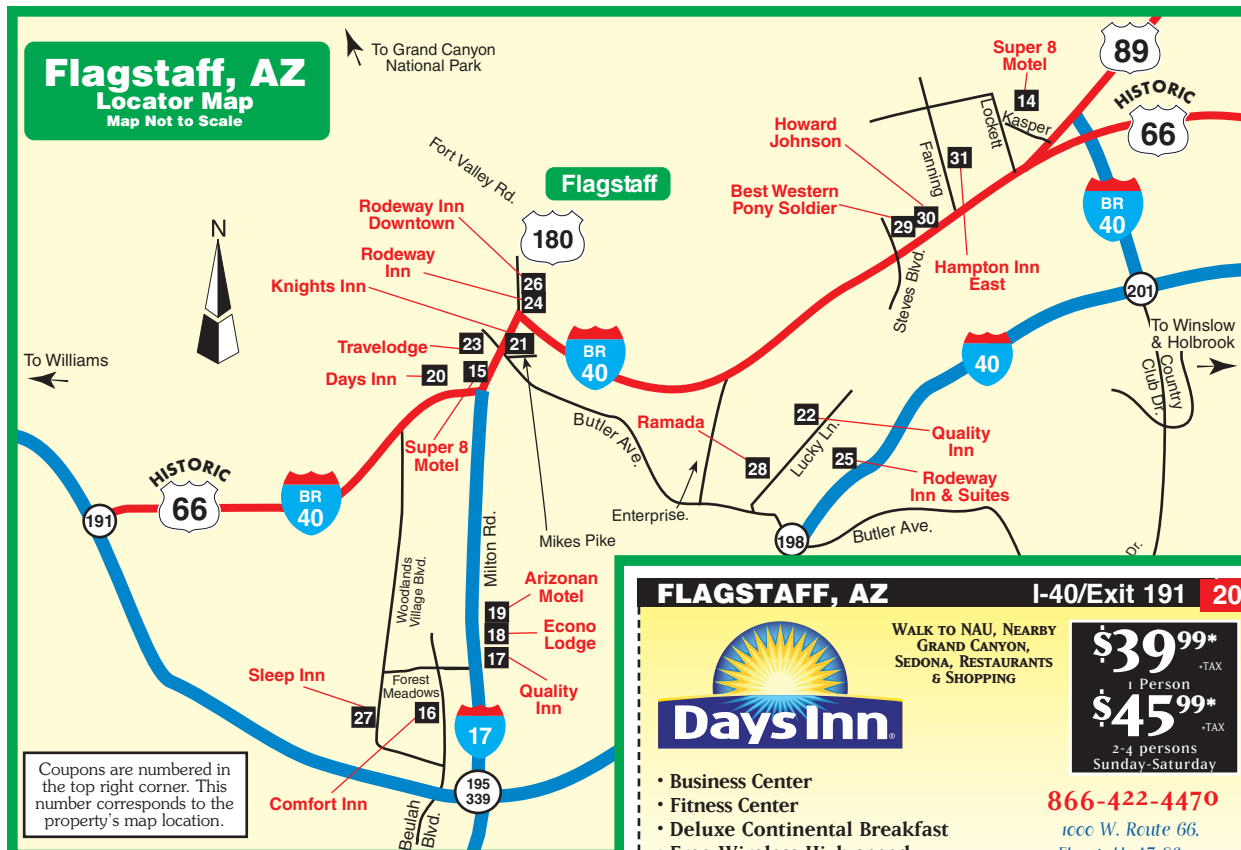 Flagstaff, AZ
Locator Map
Map Not to Scale
To Grand Canyon
National Park
Super 8
Motel
14
89
HISTORIC
66
Kasper
Lockett
Fanning
31
Howard
Johnson
Best Western
Pony Soldier
29
30
Hampton Inn
East
Steves Blvd.
BR
40
201
Fort Valley Rd.
Flagstaff
180
Rodeway Inn
Downtown
Rodeway
Inn
Knights Inn
26
24
N
Travelodge
23
21
Days Inn
20
15
To Williams
BR
40
40
To Winslow
& Holbrook
Country
Club Dr.
Super 8
Motel
Butler Ave.
Ramada
28
22
Lucky Ln.
Quality
Inn
25
Rodeway
Inn & Suites
Enterprise.
Mikes Pike
198
Butler Ave.
Dr.
HISTORIC
66
BR
40
191
Woodlands
Village Blvd.
Milton Rd.
Arizonan
Motel
19
18
Econo
Lodge
17
Quality
Inn
Sleep Inn
27
Forest
Meadows
16
Comfort Inn
17
195
339
Beulah
Blvd.
Coupons are numbered in
the top right corner. This
number corresponds to the
property's map location.
FLAGSTAFF, AZ I-40/Exit 191 20
Days Inn®
WALK TO NAU, NEARBY
GRAND CANYON,
SEDONA, RESTAURANTS
& SHOPPING
$39.99*
+TAX
1 Person
$45.99*
+TAX
2-4 persons
Sunday-Saturday
• Business Center
• Fitness Center
• Deluxe Continental Breakfast
866-422-4470
1000 W. Route 66,